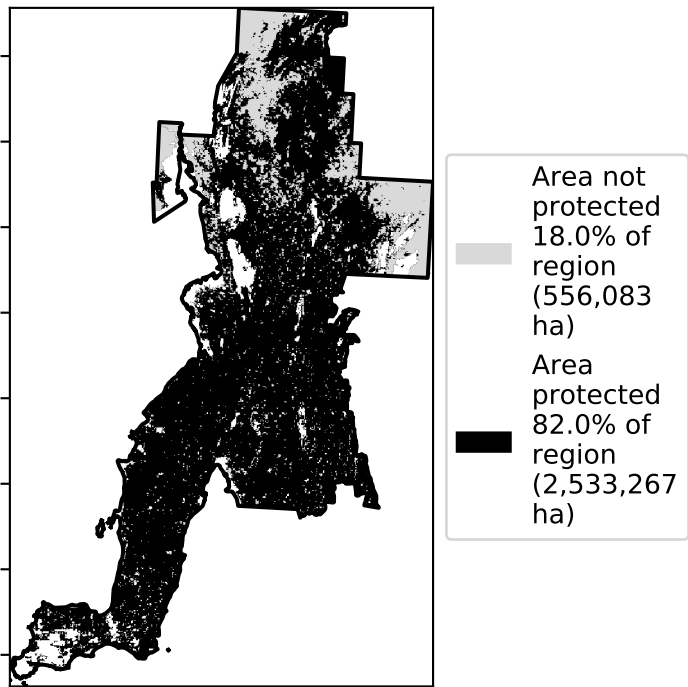 Area not
protected
18.0% of
region
(556,083
ha)
Area
protected
82.0% of
region
(2,533,267
ha)